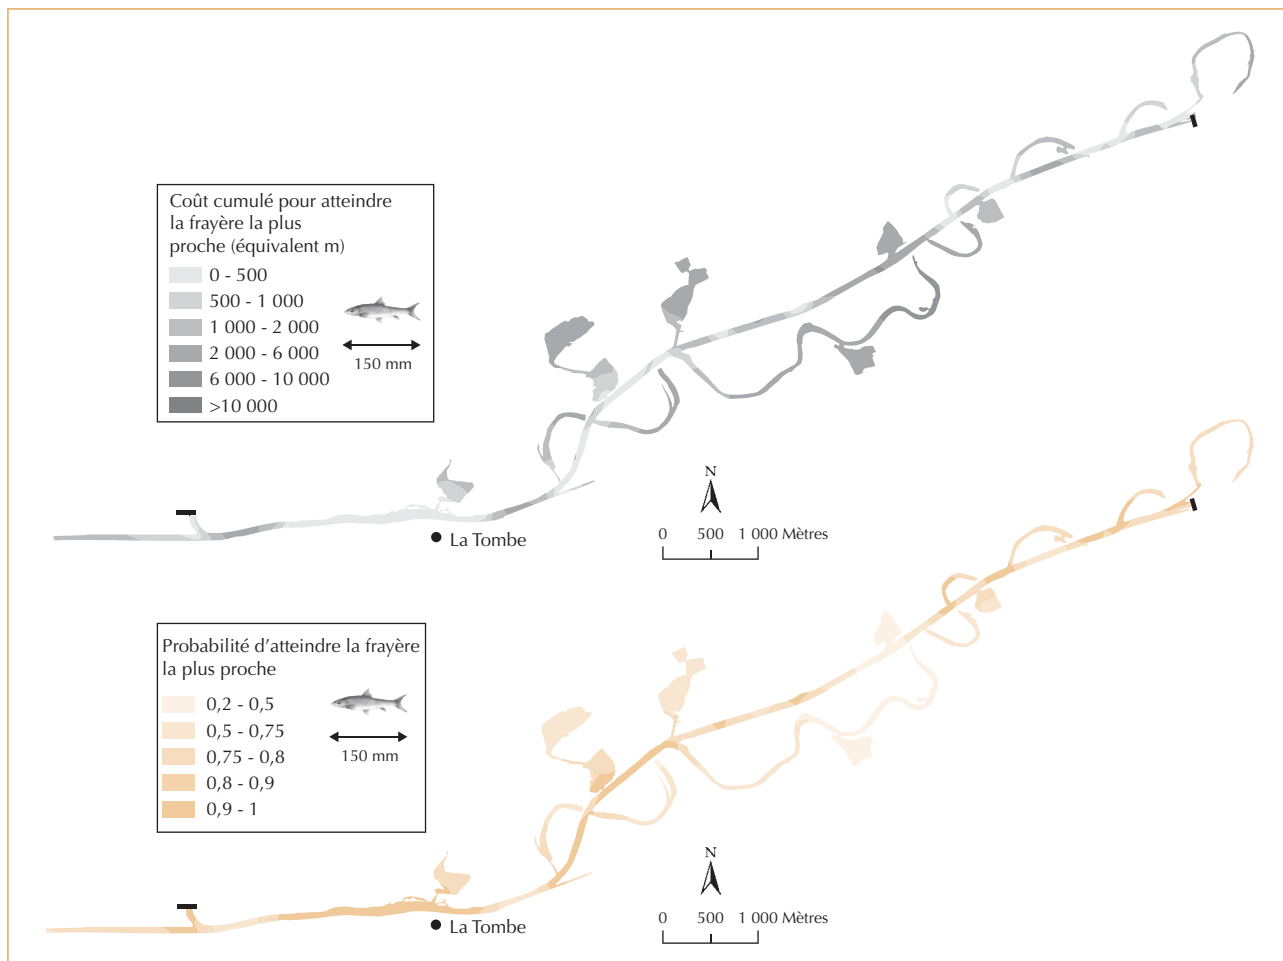 Coût cumulé pour atteindre
la frayère la plus
proche (équivalent m)
0 - 500
500 - 1 000
1 000 - 2 000
2 000 - 6 000
6 000 - 10 000
>10 000
150 mm
N
0 500 1 000 Mètres
La Tombe
Probabilité d’atteindre la frayère
la plus proche
0,2 - 0,5
0,5 - 0,75
0,75 - 0,8
0,8 - 0,9
0,9 - 1
150 mm
N
0 500 1 000 Mètres
La Tombe